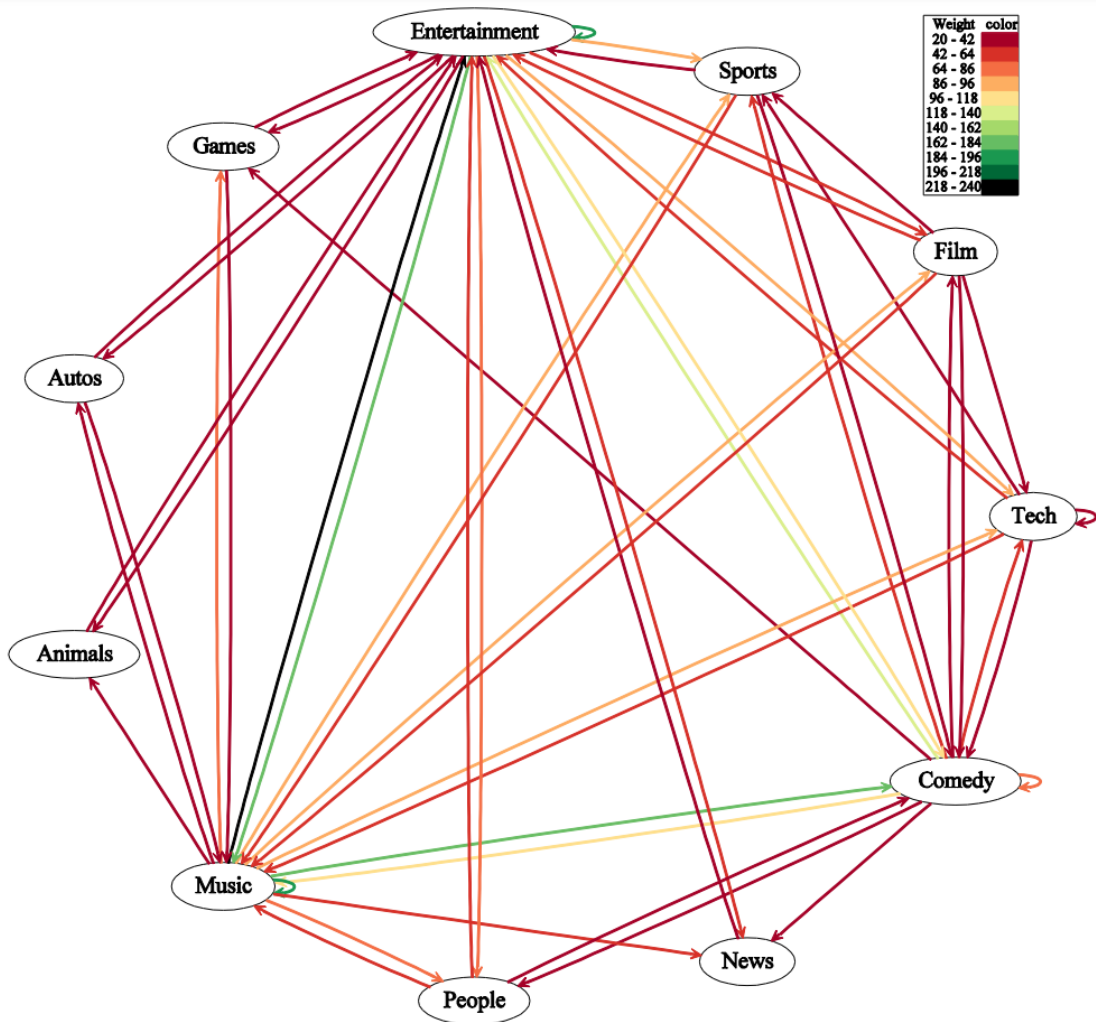 Entertainment
Weight color
20 - 42
42 - 64
64 - 86
86 - 96
96 - 118
118 - 140
140 - 162
162 - 184
184 - 196
196 - 218
218 - 240
Sports
Games
Film
Autos
Tech
Animals
Comedy
Music
News
People